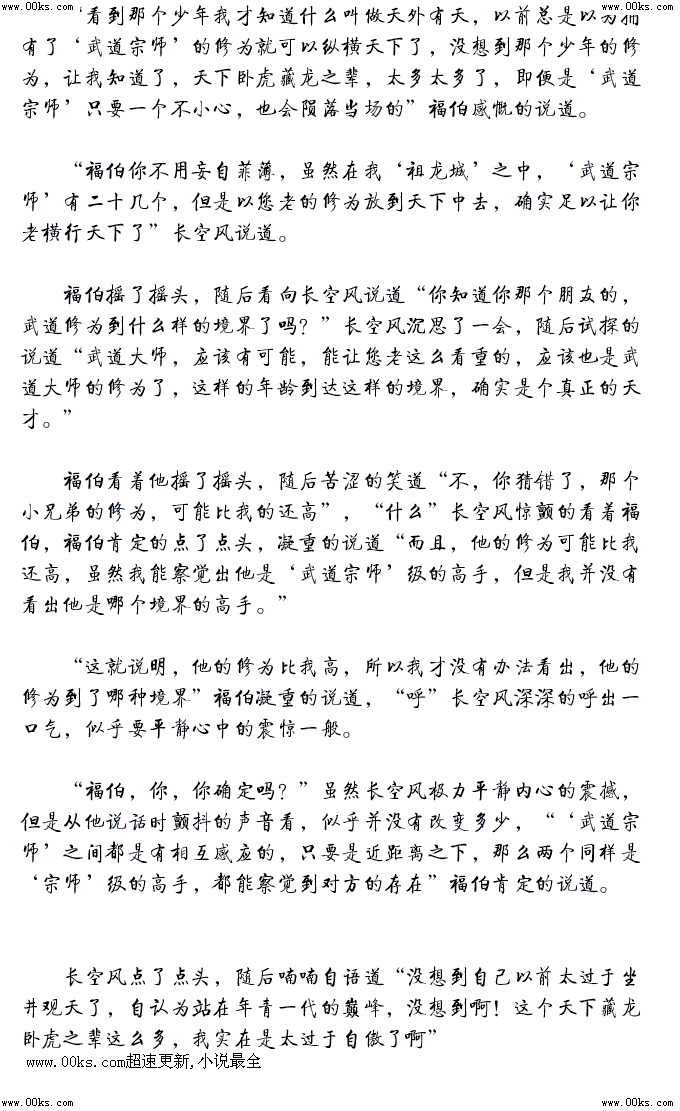 www.00ks.com www.00ks.com
‘看到那个少年我才知道什么叫做天外有天，以前总是以为拥
有了‘武道宗师’的修为就可以纵横天下了，没想到那个少年的修
为，让我知道了，天下卧虎藏龙之辈，太多太多了，即便是‘武道
宗师’只要一个不小心，也会陨落当场的”福伯感慨的说道。
“福伯你不用妄自菲薄，虽然在我‘祖龙城’之中，‘武道宗
师’有二十几个，但是以您老的修为放到天下中去，确实足以让你
老横行天下了”长空风说道。
福伯摇了摇头，随后看向长空风说道“你知道你那个朋友的，
武道修为到什么样的境界了吗？”长空风沉思了一会，随后试探的
说道“武道大师，应该有可能，能让您老这么看重的，应该也是武
道大师的修为了，这样的年龄到达这样的境界，确实是个真正的天
才。”
福伯看着他摇了摇头，随后苦涩的笑道“不，你猜错了，那个
小兄弟的修为，可能比我的还高”，“什么”长空风惊颤的看着福
伯，福伯肯定的点了点头，凝重的说道“而且，他的修为可能比我
还高，虽然我能察觉出他是‘武道宗师’级的高手，但是我并没有
看出他是哪个境界的高手。”
“这就说明，他的修为比我高，所以我才没有办法看出，他的
修为到了哪种境界”福伯凝重的说道，“呼”长空风深深的呼出一
口气，似乎要平静心中的震惊一般。
“福伯，你，你确定吗？”虽然长空风极力平静内心的震撼，
但是从他说话时颤抖的声音看，似乎并没有改变多少，“‘武道宗
师’之间都是有相互感应的，只要是近距离之下，那么两个同样是
‘宗师’级的高手，都能察觉到对方的存在”福伯肯定的说道。
长空风点了点头，随后喃喃自语道“没想到自己以前太过于坐
井观天了，自认为站在年青一代的巅峰，没想到啊！这个天下藏龙
卧虎之辈这么多，我实在是太过于自傲了啊”
www.00ks.com超速更新,小说最全
www.00ks.com www.00ks.com